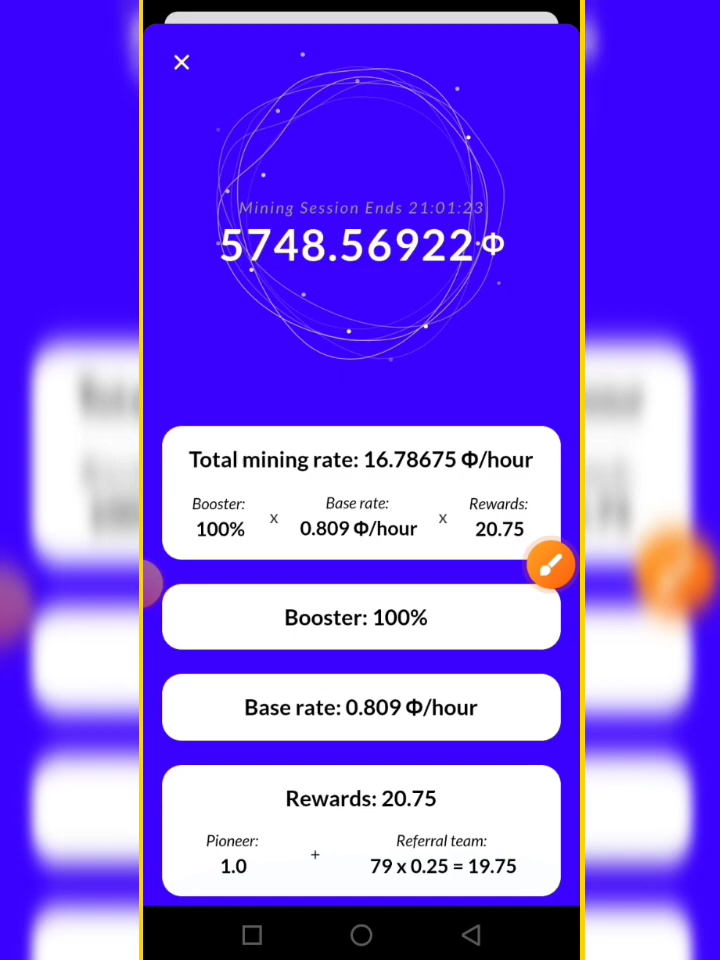 Mining Session Ends 21:01:23
5748.56922 Φ
Total mining rate: 16.78675 Φ/hour
Booster: Base rate: Rewards:
100% x 0.809 Φ/hour x 20.75
Booster: 100%
Base rate: 0.809 Φ/hour
Rewards: 20.75
Pioneer: Referral team:
1.0 + 79 x 0.25 = 19.75